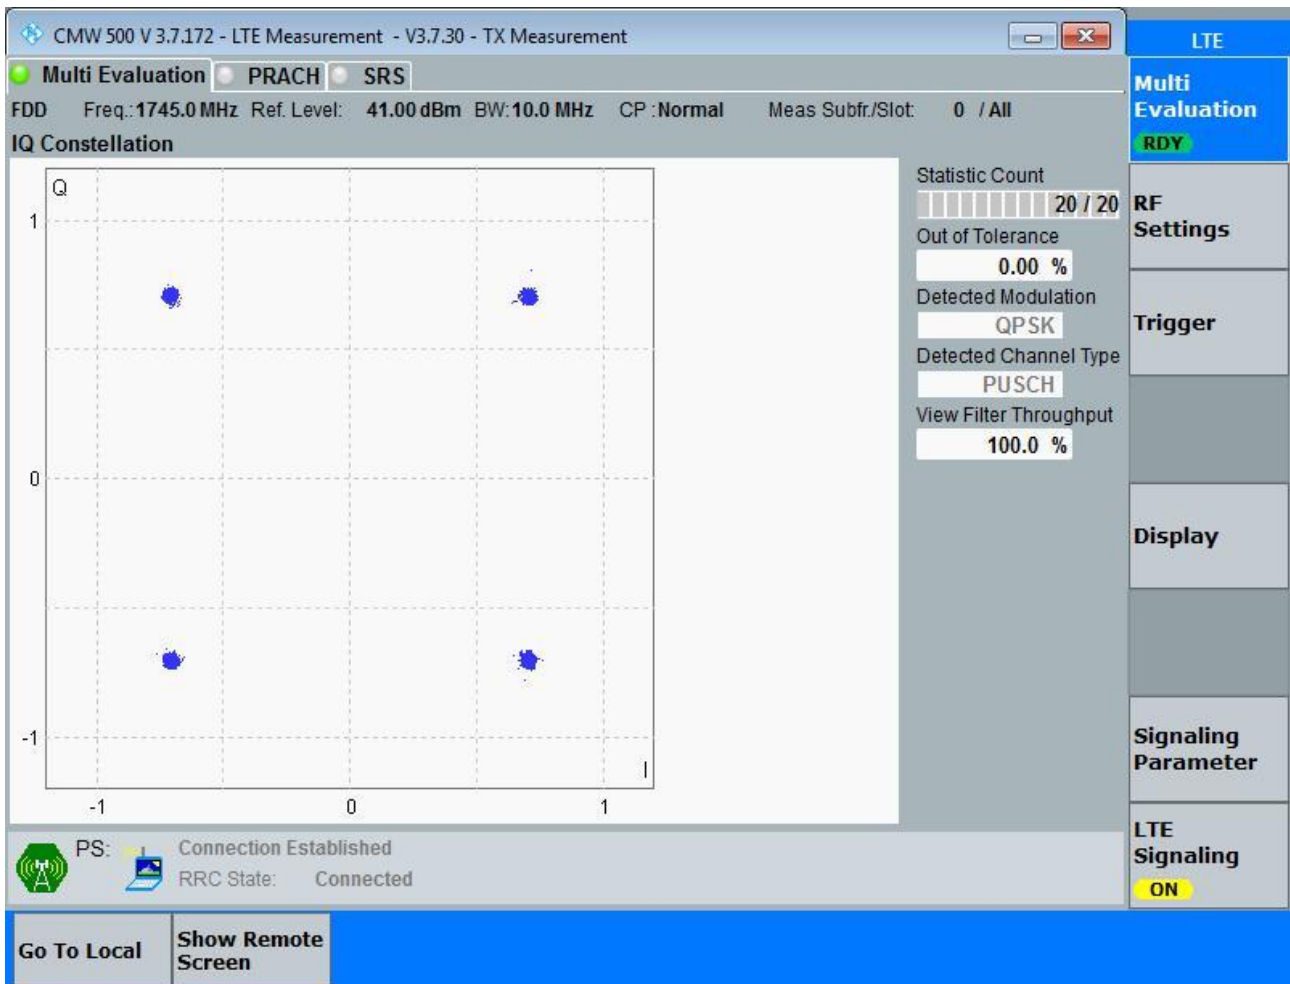 CMW 500 V 3.7.172 - LTE Measurement - V3.7.30 - TX Measurement
LTE
Multi Evaluation PRACH SRS
FDD Freq.: 1745.0 MHz Ref. Level: 41.00 dBm BW: 10.0 MHz CP : Normal Meas Subfr./Slot: 0 / All
IQ Constellation
Q
1
0
-1
I
-1 0 1
Statistic Count
20 / 20
Out of Tolerance
0.00 %
Detected Modulation
QPSK
Detected Channel Type
PUSCH
View Filter Throughput
100.0 %
Multi
Evaluation
RDY
RF
Settings
Trigger
Display
Signaling
Parameter
LTE
Signaling
ON
PS: Connection Established
RRC State: Connected
Go To Local
Show Remote
Screen